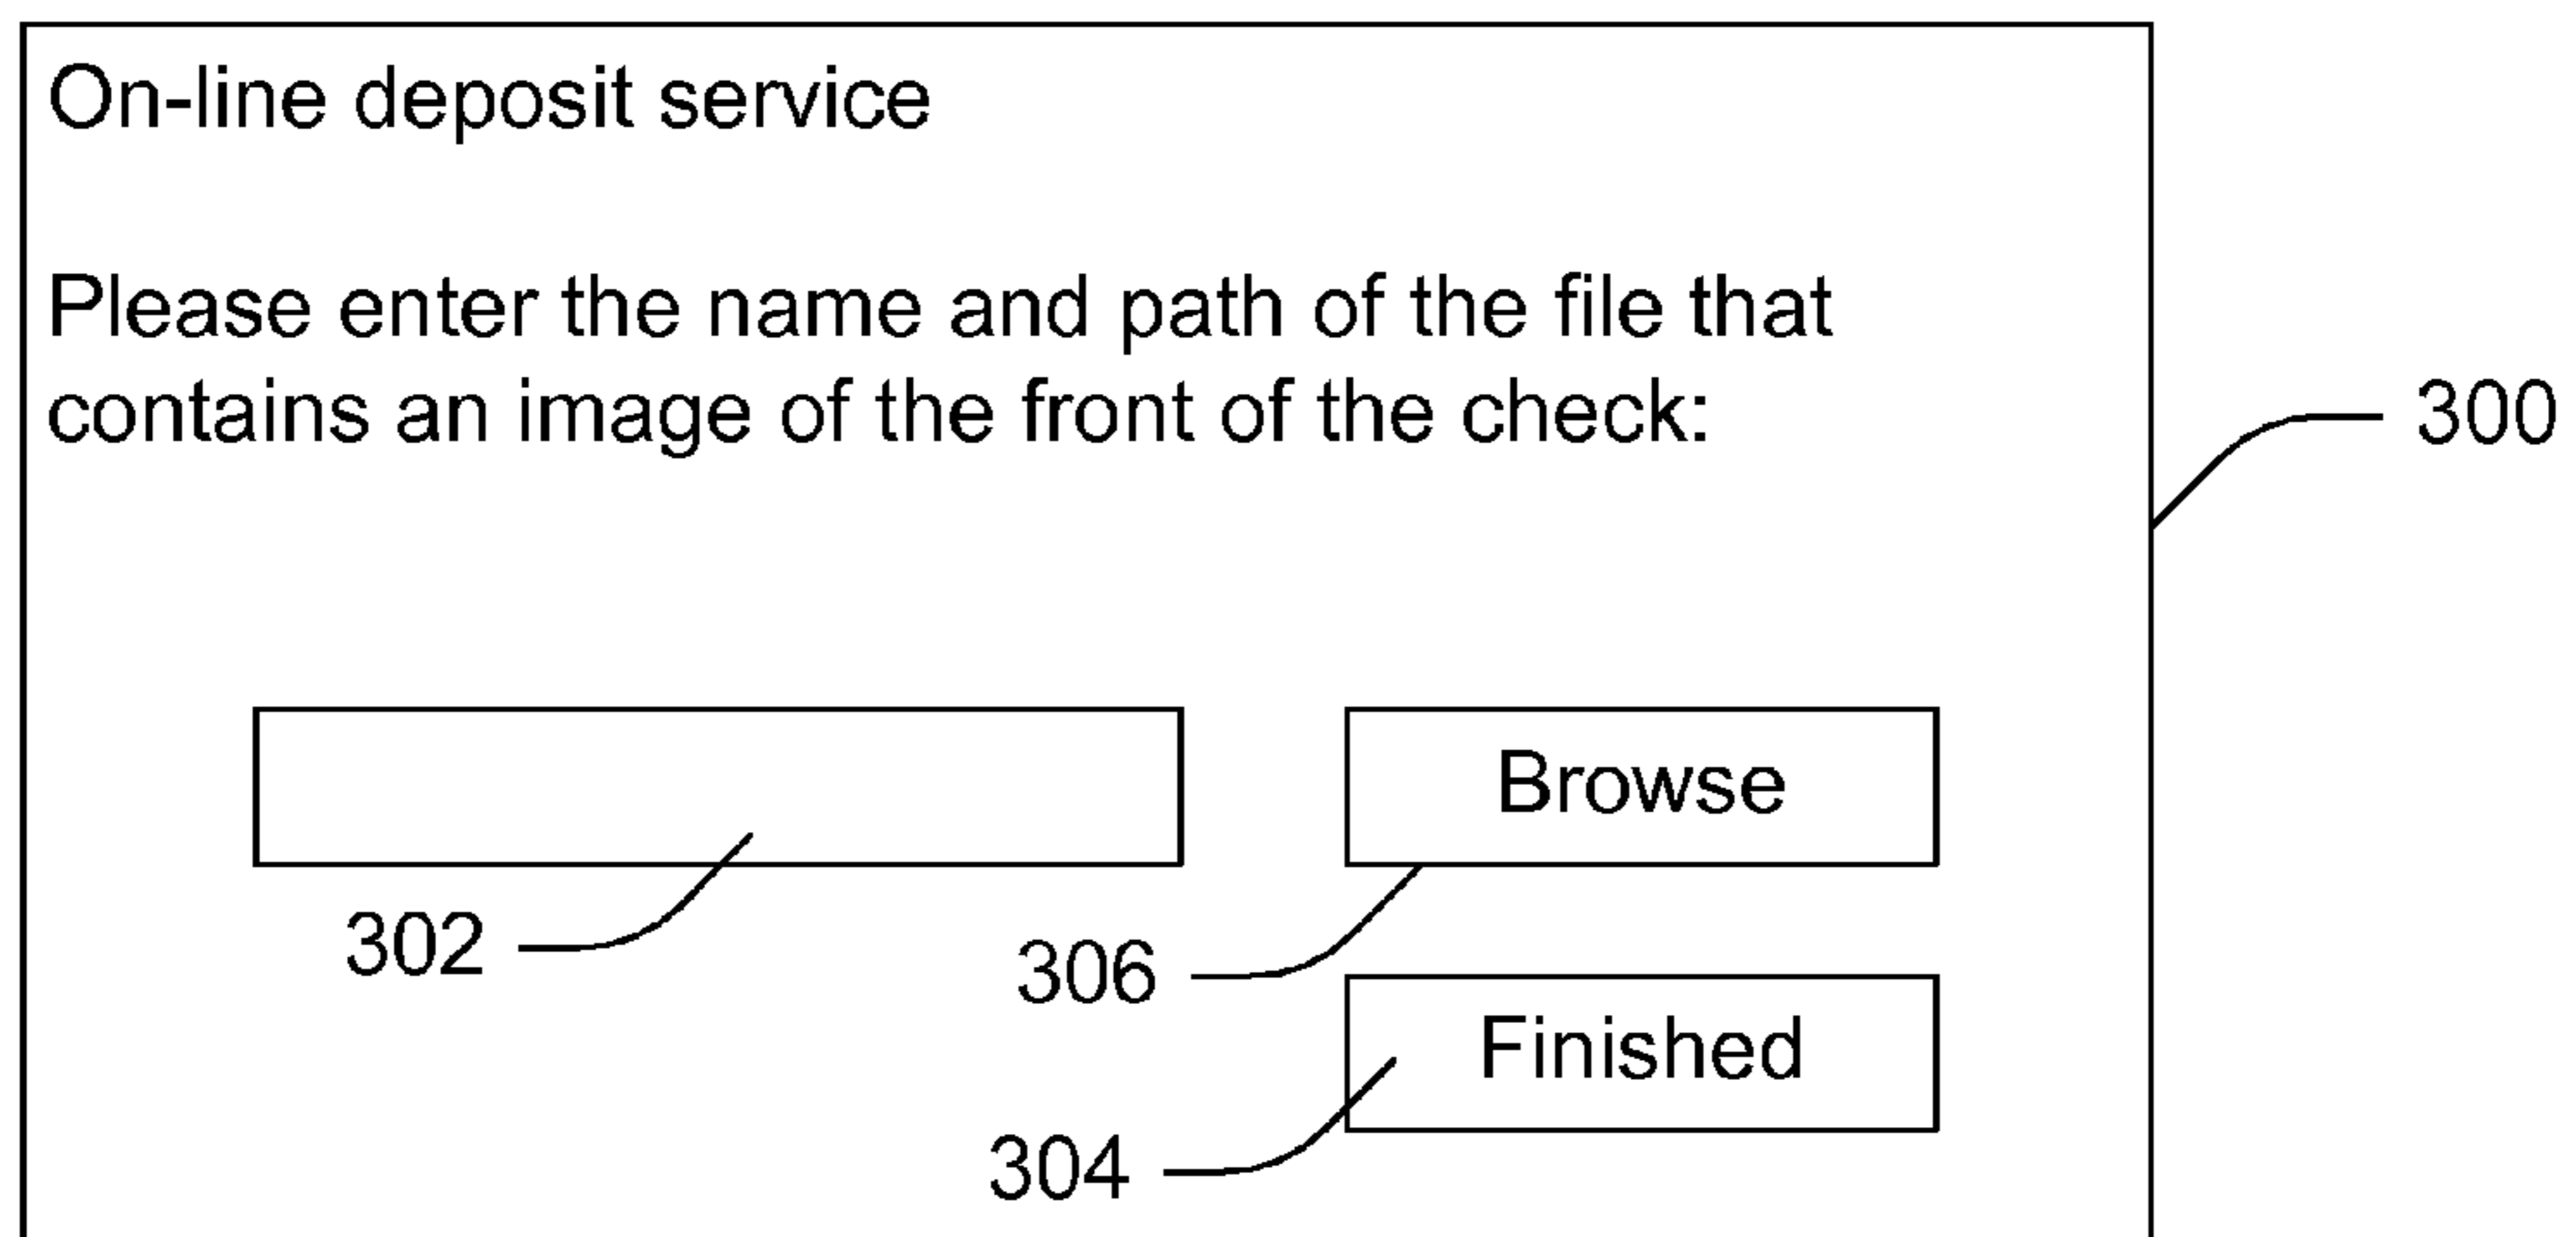 On-line deposit service
Please enter the name and path of the file that
contains an image of the front of the check:
300
Browse
302
306
Finished
304